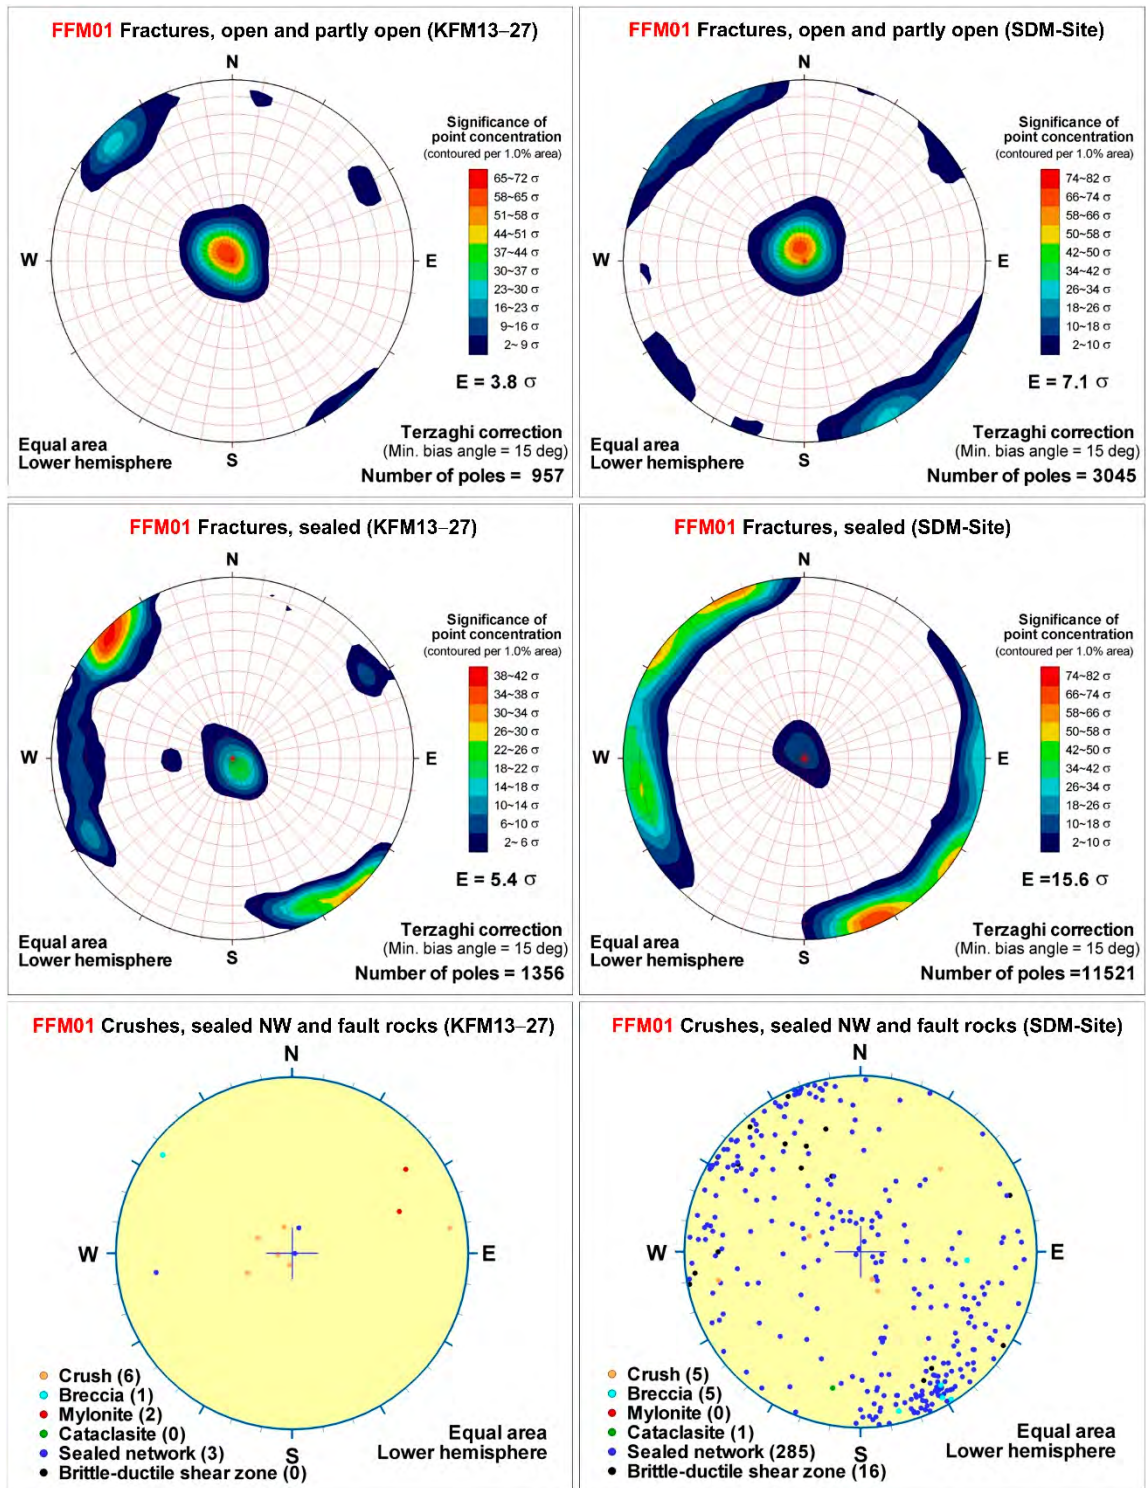 FFM01 Fractures, open and partly open (KFM13–27)
N
W
E
S
Significance of
point concentration
(contoured per 1.0% area)
65~72 σ
58~65 σ
51~58 σ
44~51 σ
37~44 σ
30~37 σ
23~30 σ
16~23 σ
9~16 σ
2~9 σ
E = 3.8 σ
Equal area
Lower hemisphere
Terzaghi correction
(Min. bias angle = 15 deg)
Number of poles = 957
FFM01 Fractures, open and partly open (SDM-Site)
N
W
E
S
Significance of
point concentration
(contoured per 1.0% area)
74~82 σ
66~74 σ
58~66 σ
50~58 σ
42~50 σ
34~42 σ
26~34 σ
18~26 σ
10~18 σ
2~10 σ
E = 7.1 σ
Equal area
Lower hemisphere
Terzaghi correction
(Min. bias angle = 15 deg)
Number of poles = 3045
FFM01 Fractures, sealed (KFM13–27)
N
W
E
S
Significance of
point concentration
(contoured per 1.0% area)
38~42 σ
34~38 σ
30~34 σ
26~30 σ
22~26 σ
18~22 σ
14~18 σ
10~14 σ
6~10 σ
2~6 σ
E = 5.4 σ
Equal area
Lower hemisphere
Terzaghi correction
(Min. bias angle = 15 deg)
Number of poles = 1356
FFM01 Fractures, sealed (SDM-Site)
N
W
E
S
Significance of
point concentration
(contoured per 1.0% area)
74~82 σ
66~74 σ
58~66 σ
50~58 σ
42~50 σ
34~42 σ
26~34 σ
18~26 σ
10~18 σ
2~10 σ
E =15.6 σ
Equal area
Lower hemisphere
Terzaghi correction
(Min. bias angle = 15 deg)
Number of poles =11521
FFM01 Crushes, sealed NW and fault rocks (KFM13–27)
N
W
E
S
Crush (6)
Breccia (1)
Mylonite (2)
Cataclasite (0)
Sealed network (3)
Brittle-ductile shear zone (0)
Equal area
Lower hemisphere
FFM01 Crushes, sealed NW and fault rocks (SDM-Site)
N
W
E
S
Crush (5)
Breccia (5)
Mylonite (0)
Cataclasite (1)
Sealed network (285)
Brittle-ductile shear zone (16)
Equal area
Lower hemisphere